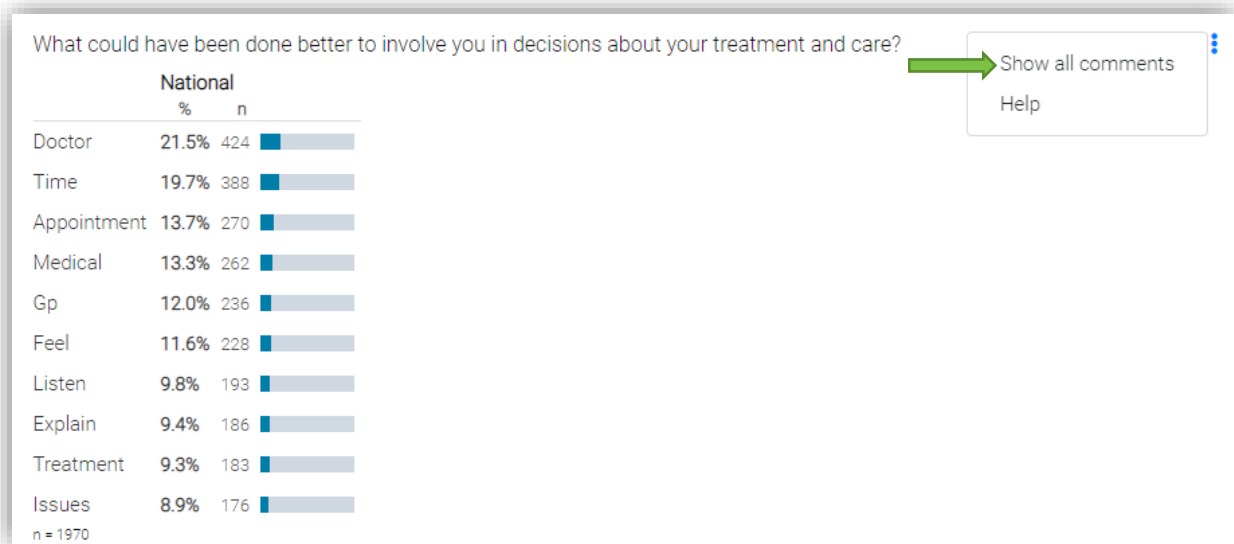 What could have been done better to involve you in decisions about your treatment and care?
Show all comments
Help
National
% n
Doctor 21.5% 424
Time 19.7% 388
Appointment 13.7% 270
Medical 13.3% 262
Gp 12.0% 236
Feel 11.6% 228
Listen 9.8% 193
Explain 9.4% 186
Treatment 9.3% 183
Issues 8.9% 176
n = 1970